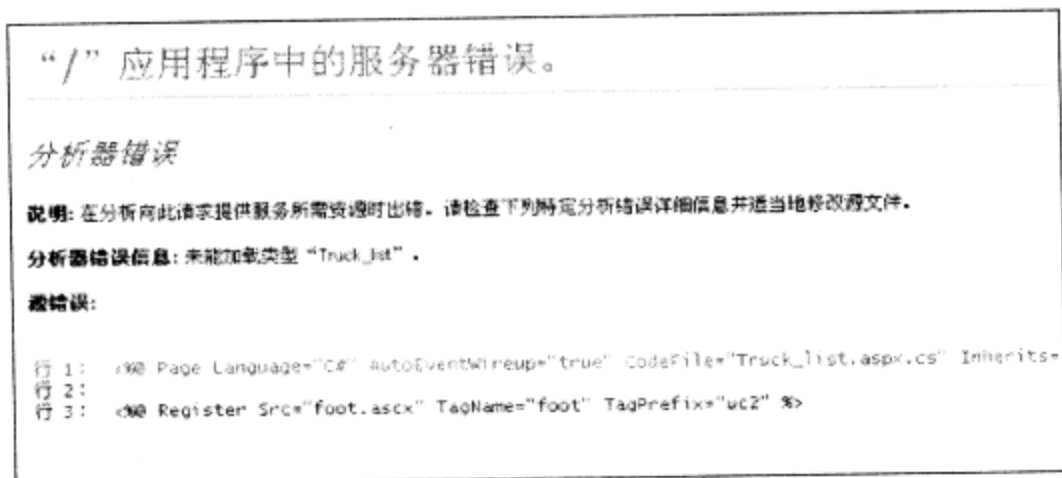 “/”应用程序中的服务器错误。
分析器错误
说明: 在分析向此请求提供服务所需资源时出错。请检查下列特定分析错误详细信息并适当地修改源文件。
分析器错误信息: 未能加载类型“Truck_list”。
源错误:
行 1: <%@ Page Language="C#" AutoEventWireup="true" CodeFile="Truck_list.aspx.cs" Inherits=
行 2:
行 3: <%@ Register Src="foot.ascx" TagName="foot" TagPrefix="uc2" %>